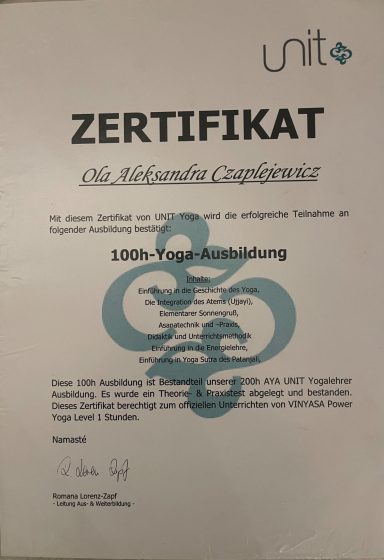 unit
ZERTIFIKAT
Ola Aleksandra Czaplejewicz
Mit diesem Zertifikat von UNIT Yoga wird die erfolgreiche Teilnahme an
folgender Ausbildung bestätigt:
100h-Yoga-Ausbildung
Inhalte:
Einführung in die Geschichte des Yoga,
Die Integration des Atems (Ujjayi),
Elementarer Sonnengruß,
Asanatechnik und -Praxis,
Didaktik und Unterrichtsmethodik
Einführung in die Energielehre,
Einführung in Yoga Sutra des Patanjali,
Diese 100h Ausbildung ist Bestandteil unserer 200h AYA UNIT Yogalehrer
Ausbildung. Es wurde ein Theorie- & Praxistest abgelegt und bestanden.
Dieses Zertifikat berechtigt zum offiziellen Unterrichten von VINYASA Power
Yoga Level 1 Stunden.
Namasté
Romana Lorenz-Zapf
- Leitung Aus- & Weiterbildung -